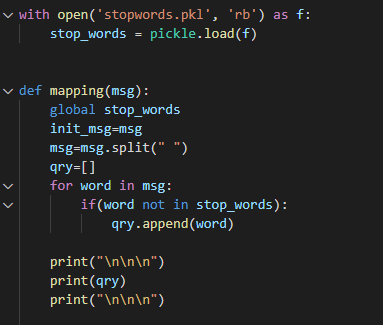 with open('stopwords.pkl', 'rb') as f:
    stop_words = pickle.load(f)
def mapping(msg):
    global stop_words
    init_msg=msg
    msg=msg.split(" ")
    qry=[]
    for word in msg:
        if(word not in stop_words):
            qry.append(word)
    print("\n\n\n")
    print(qry)
    print("\n\n\n")